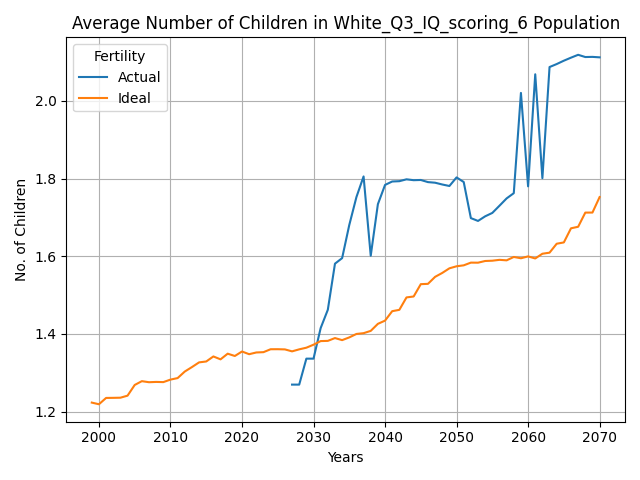 Average Number of Children in White_Q3_IQ_scoring_6 Population
Fertility
Actual
Ideal
No. of Children
2.0
1.8
1.6
1.4
1.2
2000 2010 2020 2030 2040 2050 2060 2070
Years